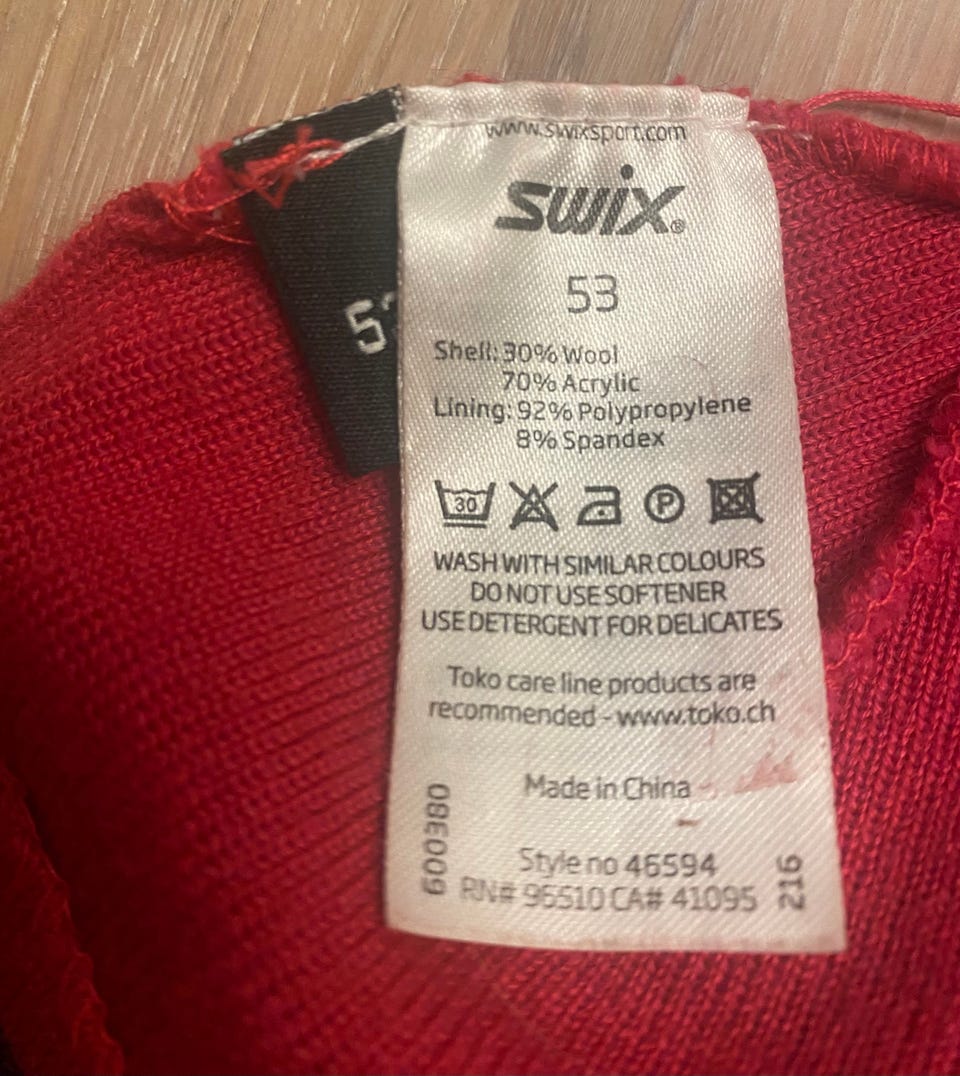 www.swixsport.com
swix®
53
Shell: 30% Wool
70% Acrylic
Lining: 92% Polypropylene
8% Spandex
30
P
WASH WITH SIMILAR COLOURS
DO NOT USE SOFTENER
USE DETERGENT FOR DELICATES
Toko care line products are
recommended - www.toko.ch
Made in China
600380
Style no 46594
RN# 96510 CA# 41095
216